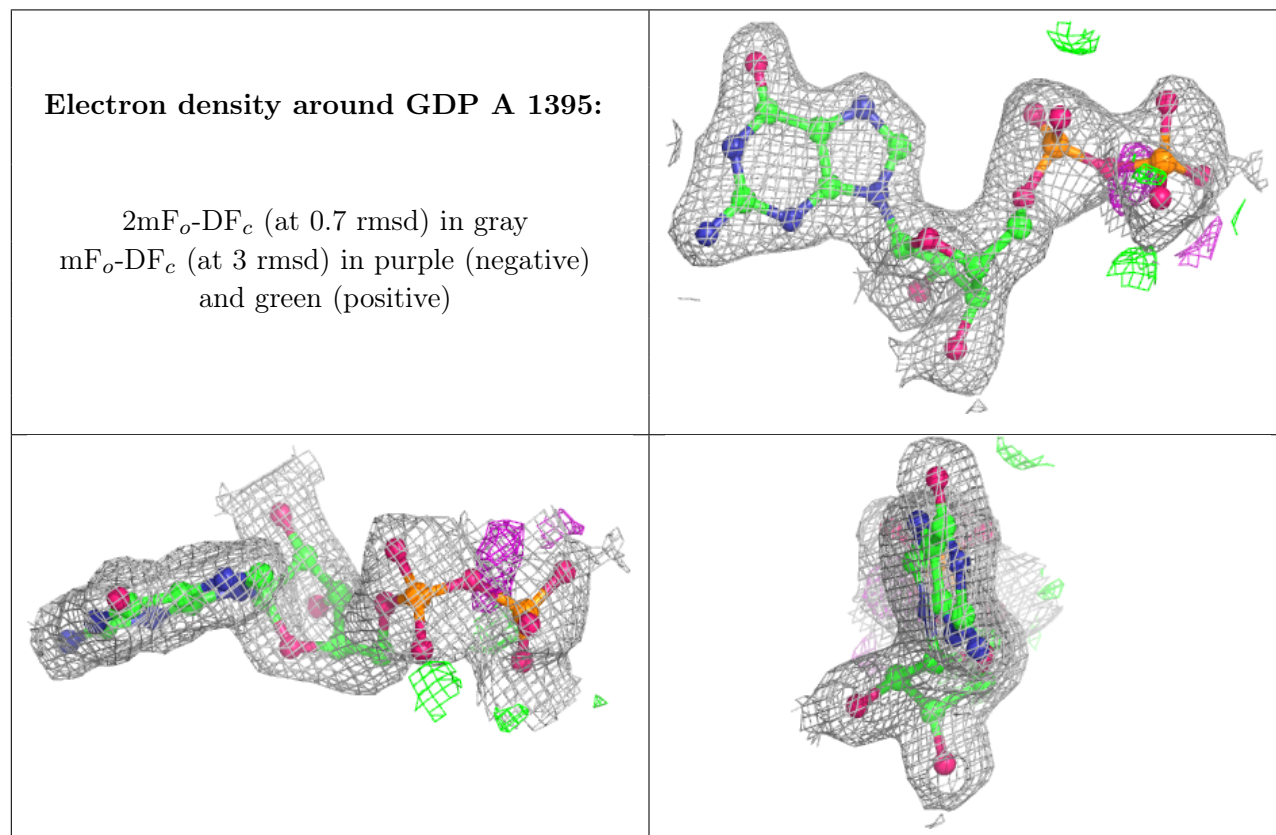 Electron density around GDP A 1395:
2mFo-DFc (at 0.7 rmsd) in gray
mFo-DFc (at 3 rmsd) in purple (negative)
and green (positive)